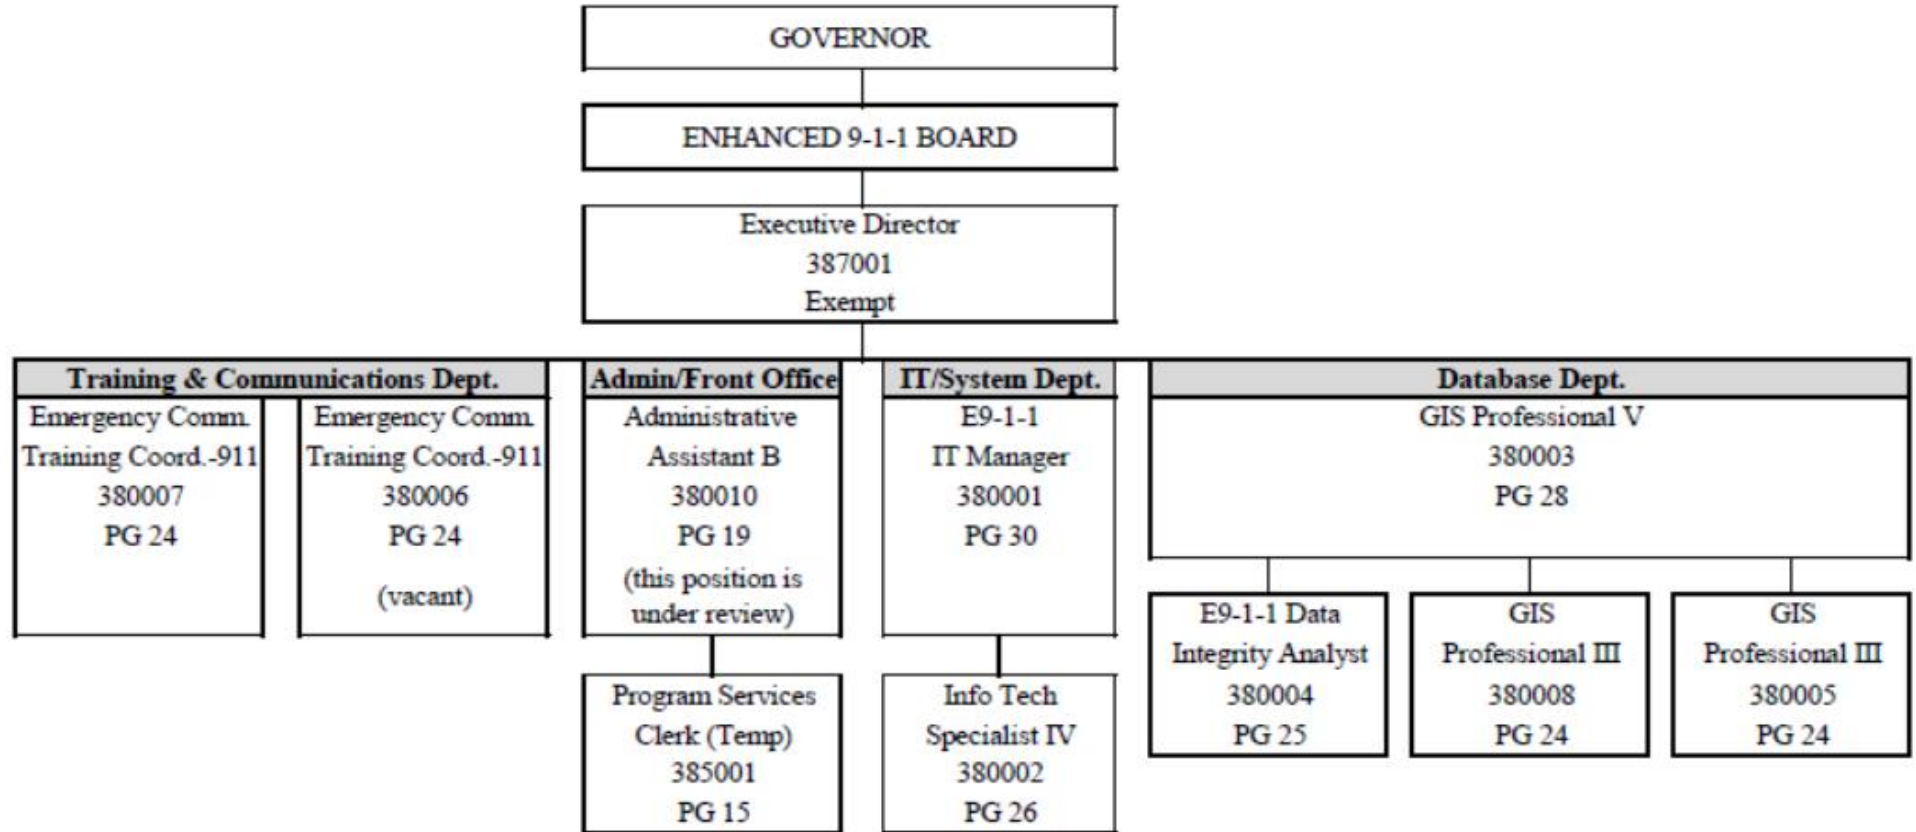 GOVERNOR
ENHANCED 9-1-1 BOARD
Executive Director
387001
Exempt
Training & Communications Dept.
Emergency Comm.
Training Coord.-911
380007
PG 24
Emergency Comm.
Training Coord.-911
380006
PG 24
(vacant)
Admin/Front Office
Administrative
Assistant B
380010
PG 19
(this position is
under review)
Program Services
Clerk (Temp)
385001
PG 15
IT/System Dept.
E9-1-1
IT Manager
380001
PG 30
Info Tech
Specialist IV
380002
PG 26
Database Dept.
GIS Professional V
380003
PG 28
E9-1-1 Data
Integrity Analyst
380004
PG 25
GIS
Professional III
380008
PG 24
GIS
Professional III
380005
PG 24